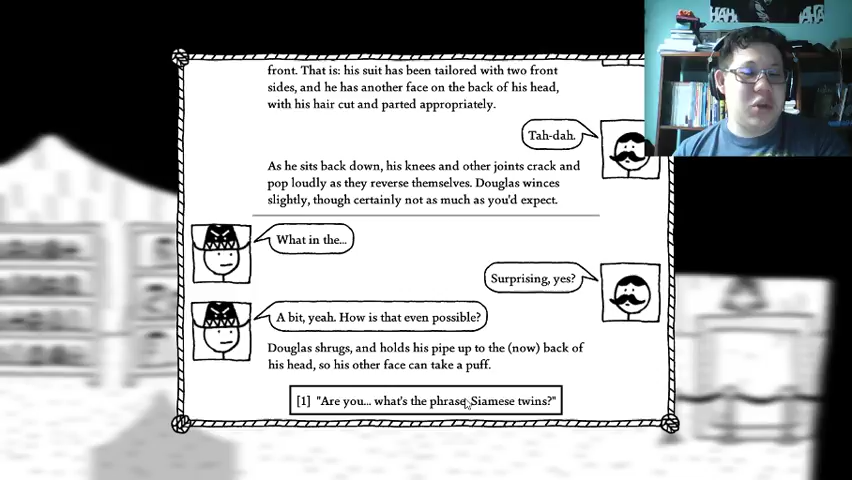 front. That is: his suit has been tailored with two front
sides, and he has another face on the back of his head,
with his hair cut and parted appropriately.
Tah-dah.
As he sits back down, his knees and other joints crack and
pop loudly as they reverse themselves. Douglas winces
slightly, though certainly not as much as you'd expect.
What in the...
Surprising, yes?
A bit, yeah. How is that even possible?
Douglas shrugs, and holds his pipe up to the (now) back of
his head, so his other face can take a puff.
[1] "Are you... what's the phrase, Siamese twins?"